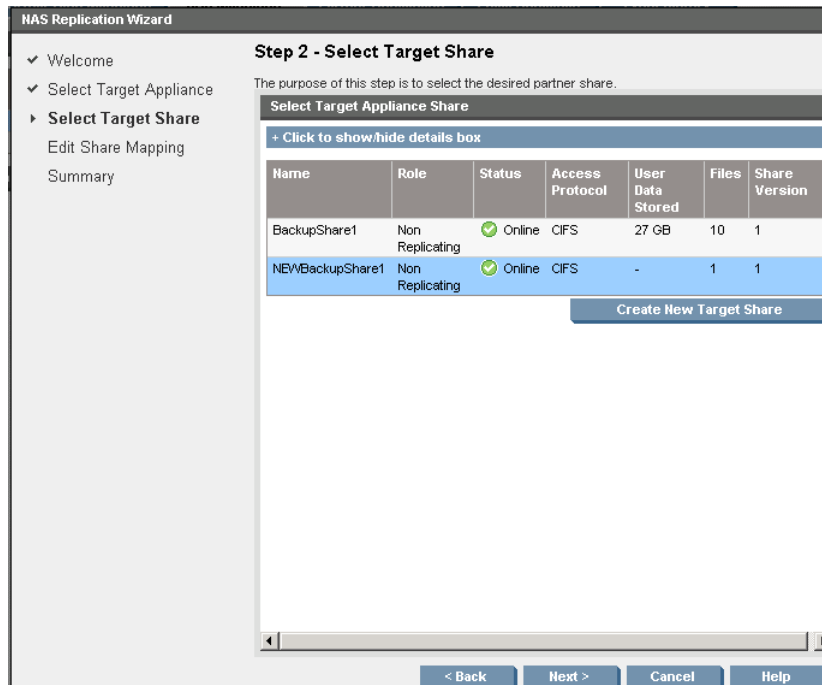 NAS Replication Wizard
Welcome
Select Target Appliance
Select Target Share
Edit Share Mapping
Summary
Step 2 - Select Target Share
The purpose of this step is to select the desired partner share.
Select Target Appliance Share
+ Click to show/hide details box
Name Role Status Access Protocol User Data Stored Files Share Version
BackupShare1 Non Replicating Online CIFS 27 GB 10 1
NEWBackupShare1 Non Replicating Online CIFS - 1 1
Create New Target Share
< Back Next > Cancel Help